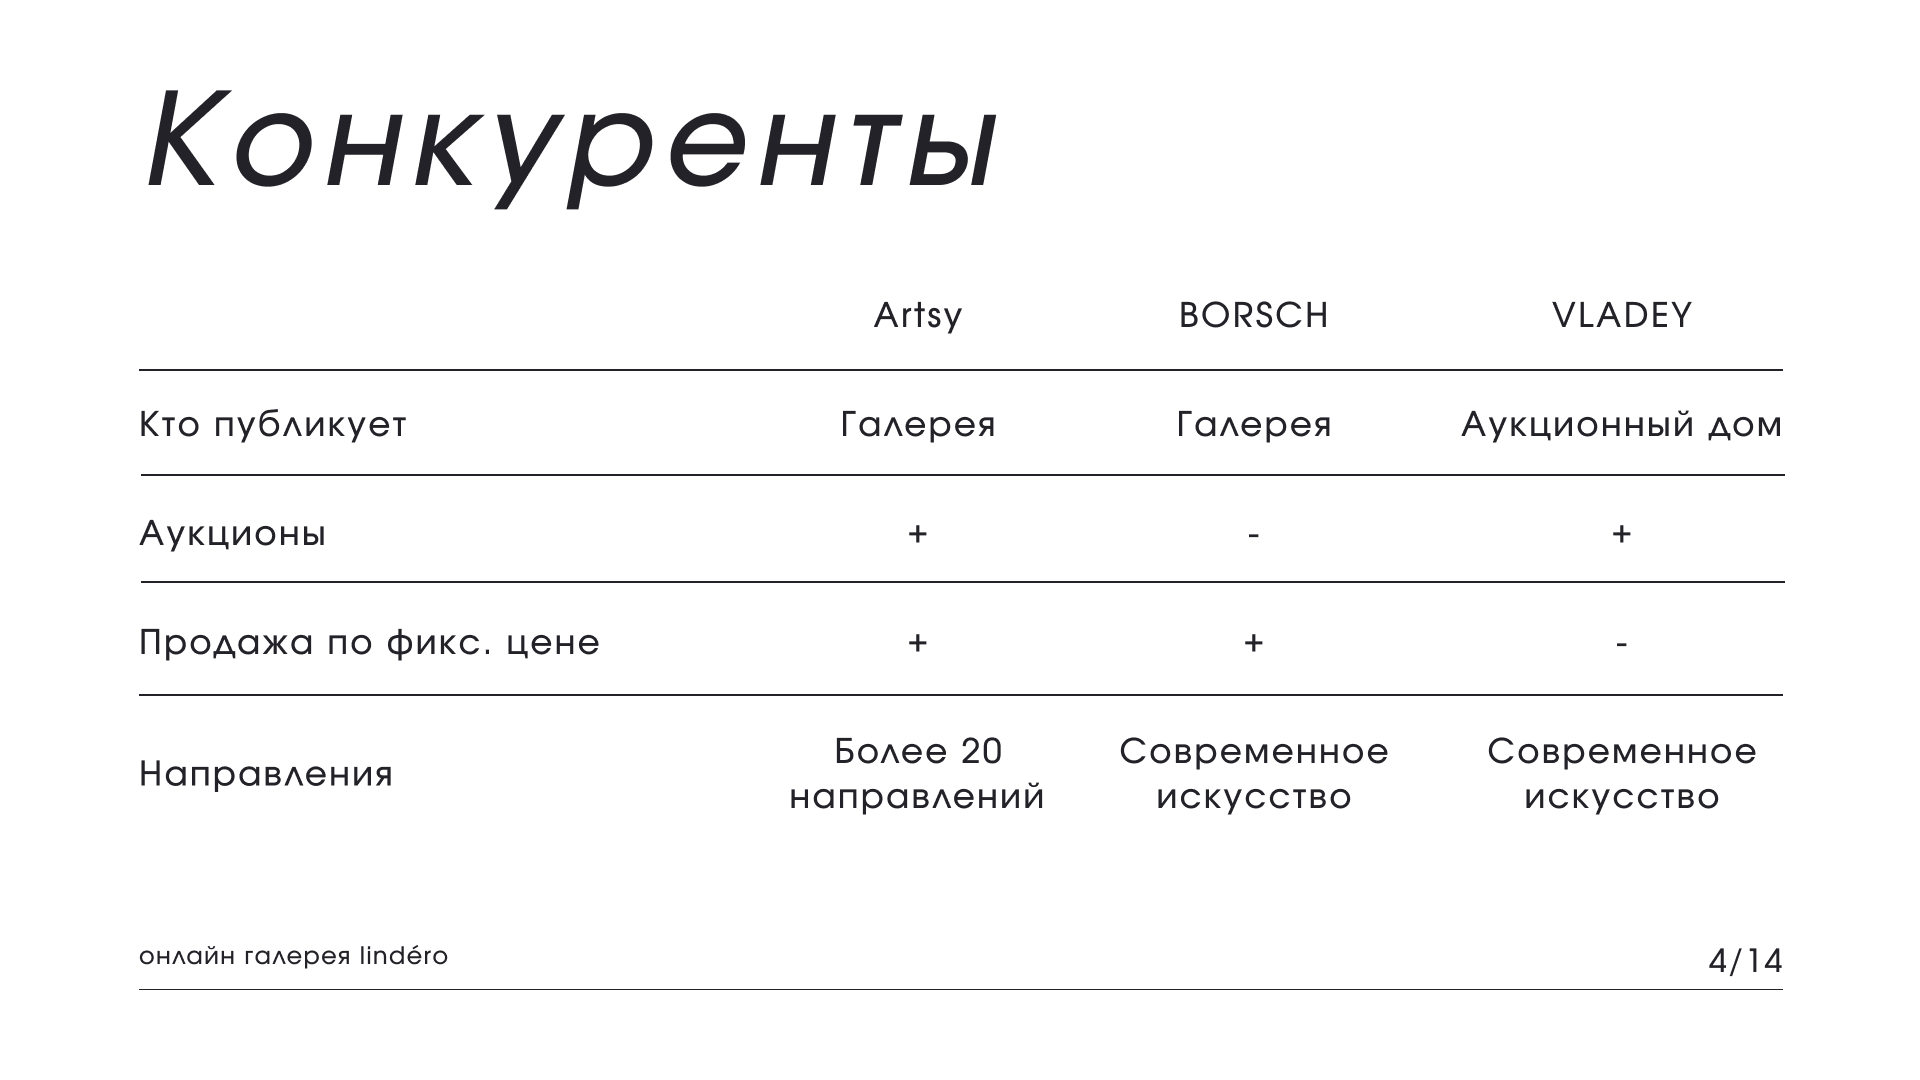 Конкуренты
Artsy BORSCH VLADEY
Кто публикует Галерея Галерея Аукционный дом
Аукционы + - +
Продажа по фикс. цене + + -
Направления
Более 20 Современное Современное
направлений искусство искусство
онлайн галерея lindéro
4/14